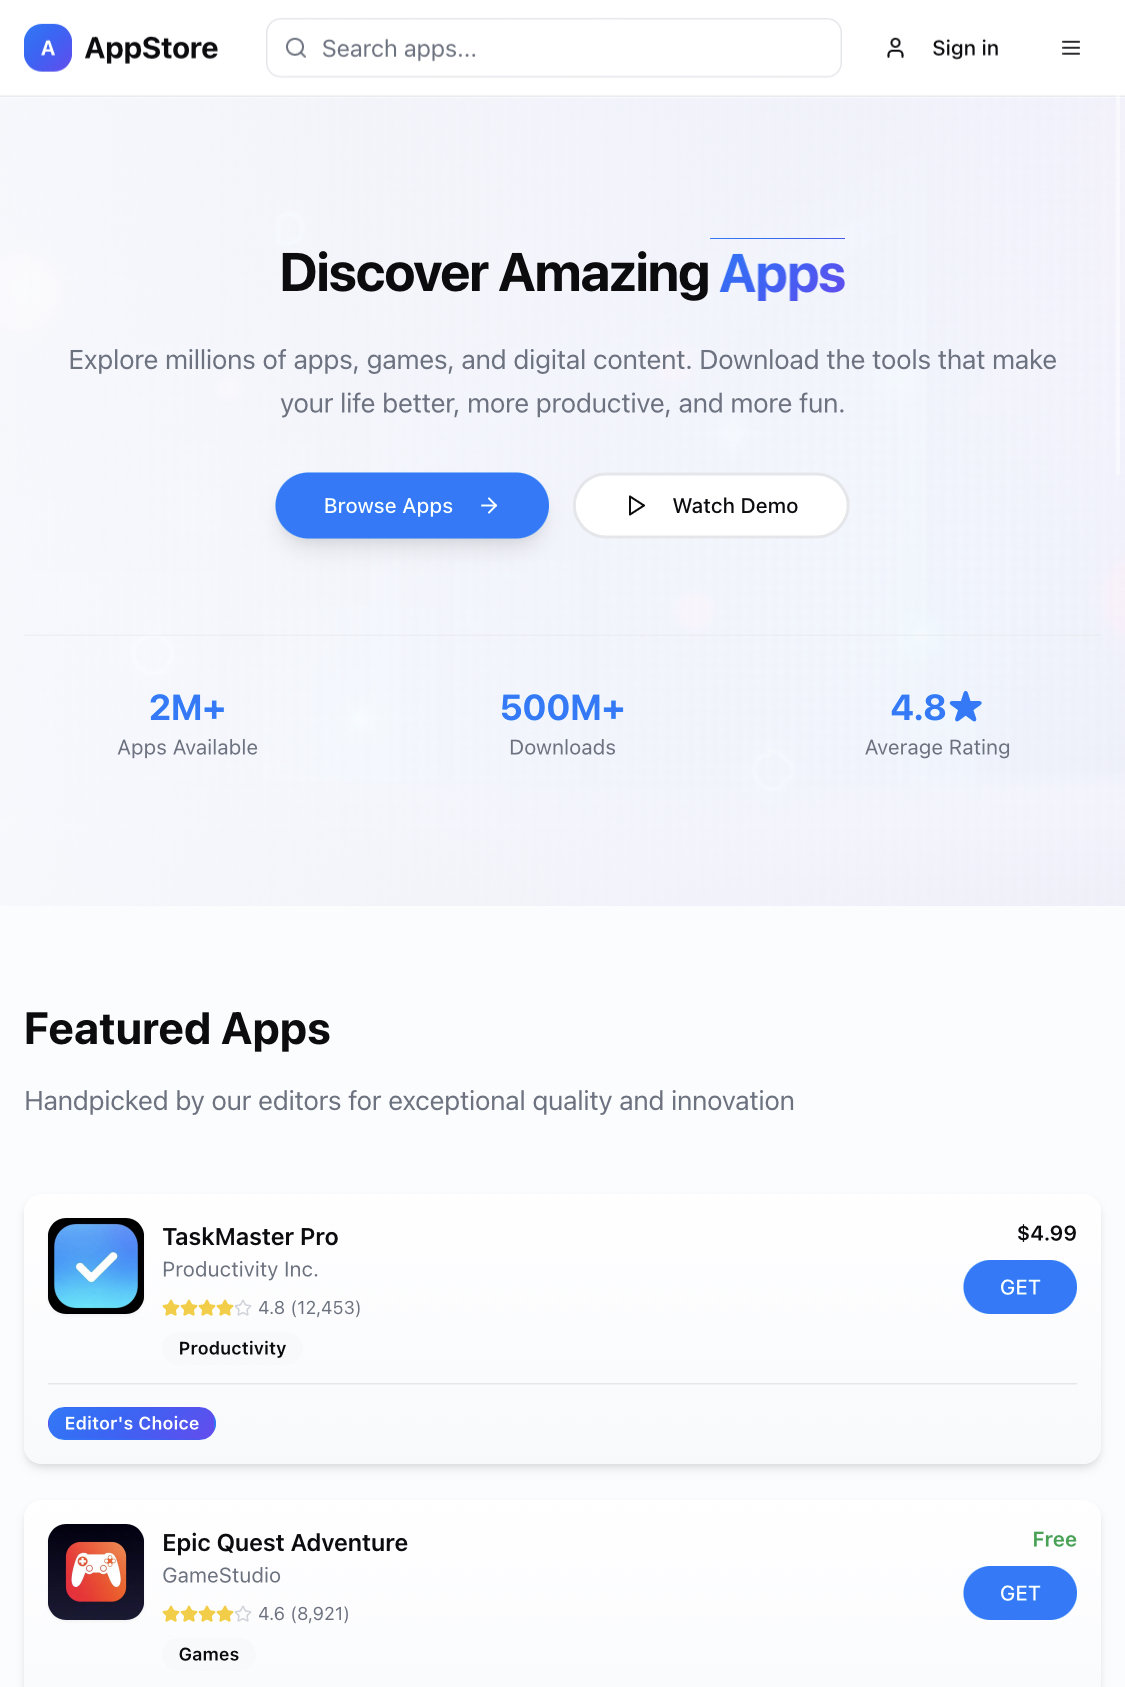 A AppStore
Search apps...
Sign in
Discover Amazing Apps
Explore millions of apps, games, and digital content. Download the tools that make
your life better, more productive, and more fun.
Browse Apps
Watch Demo
2M+
Apps Available
500M+
Downloads
4.8★
Average Rating
Featured Apps
Handpicked by our editors for exceptional quality and innovation
TaskMaster Pro
Productivity Inc.
4.8 (12,453)
Productivity
$4.99
GET
Editor's Choice
Epic Quest Adventure
GameStudio
4.6 (8,921)
Games
Free
GET